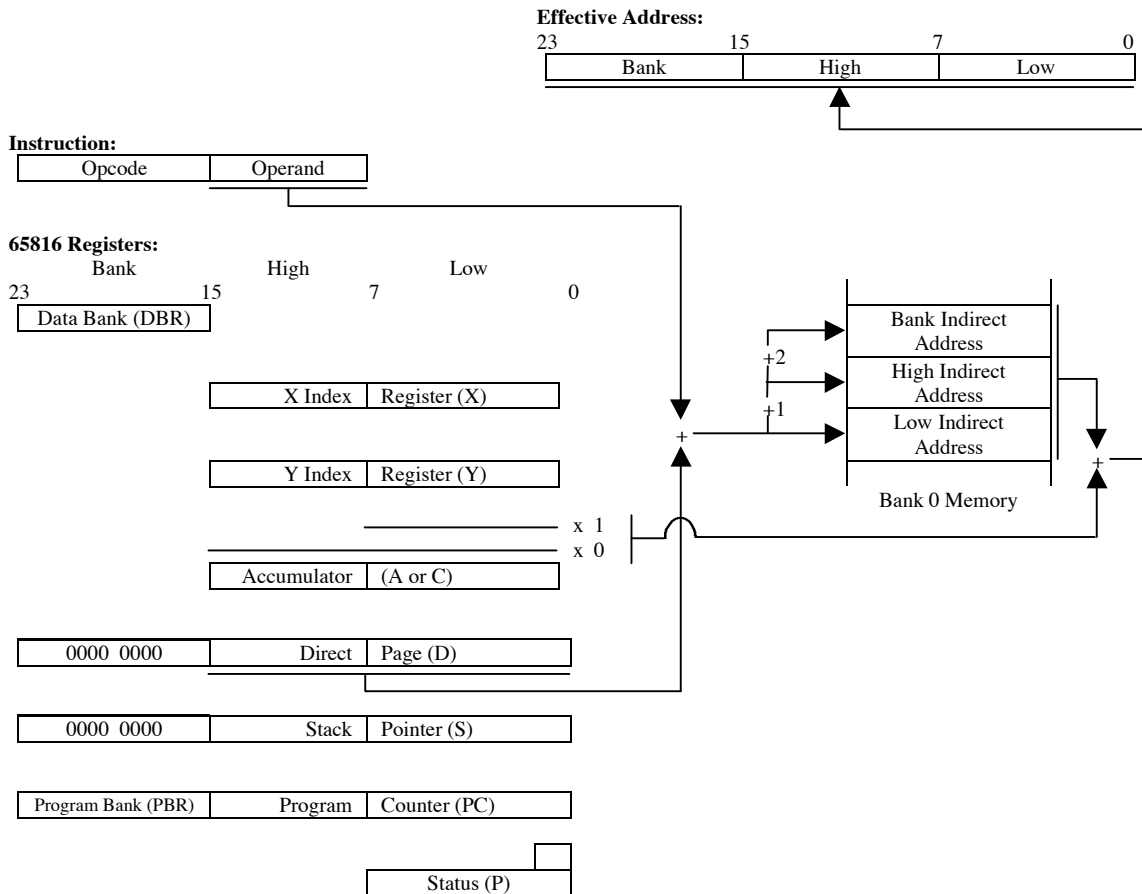 Effective Address:
23 15 7 0
Bank High Low
Instruction:
Opcode Operand
65816 Registers:
Bank High Low
23 15 7 0
Data Bank (DBR)
Bank Indirect
Address
+2
High Indirect
Address
X Index Register (X)
+1
Low Indirect
Address
+
+
Y Index Register (Y)
Bank 0 Memory
x 1
x 0
Accumulator (A or C)
0000 0000 Direct Page (D)
0000 0000 Stack Pointer (S)
Program Bank (PBR) Program Counter (PC)
Status (P)